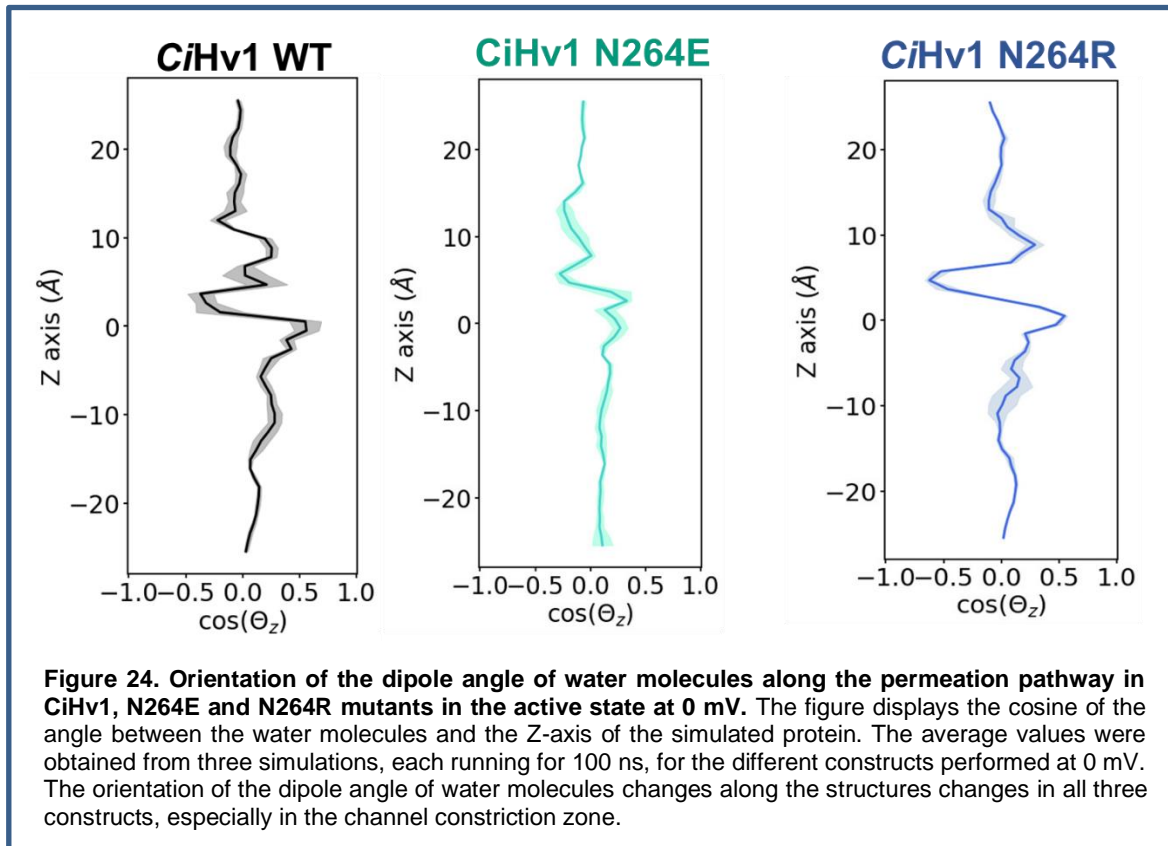 CiHv1 WT
CiHv1 N264E
CiHv1 N264R
20
10
0
−10
−20
Z axis (Å)
−1.0−0.5 0.0 0.5 1.0
cos(Θz)
20
10
0
−10
−20
Z axis (Å)
−1.0−0.5 0.0 0.5 1.0
cos(Θz)
20
10
0
−10
−20
Z axis (Å)
−1.0−0.5 0.0 0.5 1.0
cos(Θz)
Figure 24. Orientation of the dipole angle of water molecules along the permeation pathway in
CiHv1, N264E and N264R mutants in the active state at 0 mV. The figure displays the cosine of the
angle between the water molecules and the Z-axis of the simulated protein. The average values were
obtained from three simulations, each running for 100 ns, for the different constructs performed at 0 mV.
The orientation of the dipole angle of water molecules changes along the structures changes in all three
constructs, especially in the channel constriction zone.